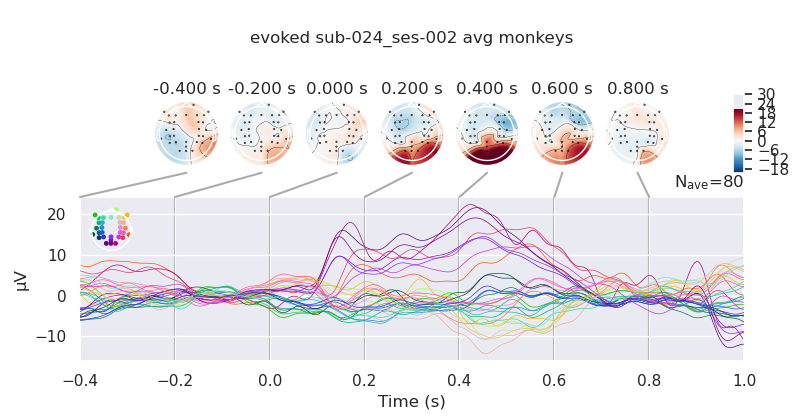 evoked sub-024_ses-002 avg monkeys
-0.400 s -0.200 s 0.000 s 0.200 s 0.400 s 0.600 s 0.800 s
30
24
18
12
6
0
−6
−12
−18
Nave=80
20
10
0
−10
µV
−0.4 −0.2 0.0 0.2 0.4 0.6 0.8 1.0
Time (s)